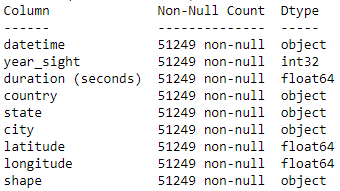 Column Non-Null Count Dtype
------ -------------- -----
datetime 51249 non-null object
year_sight 51249 non-null int32
duration (seconds) 51249 non-null float64
country 51249 non-null object
state 51249 non-null object
city 51249 non-null object
latitude 51249 non-null float64
longitude 51249 non-null float64
shape 51249 non-null object